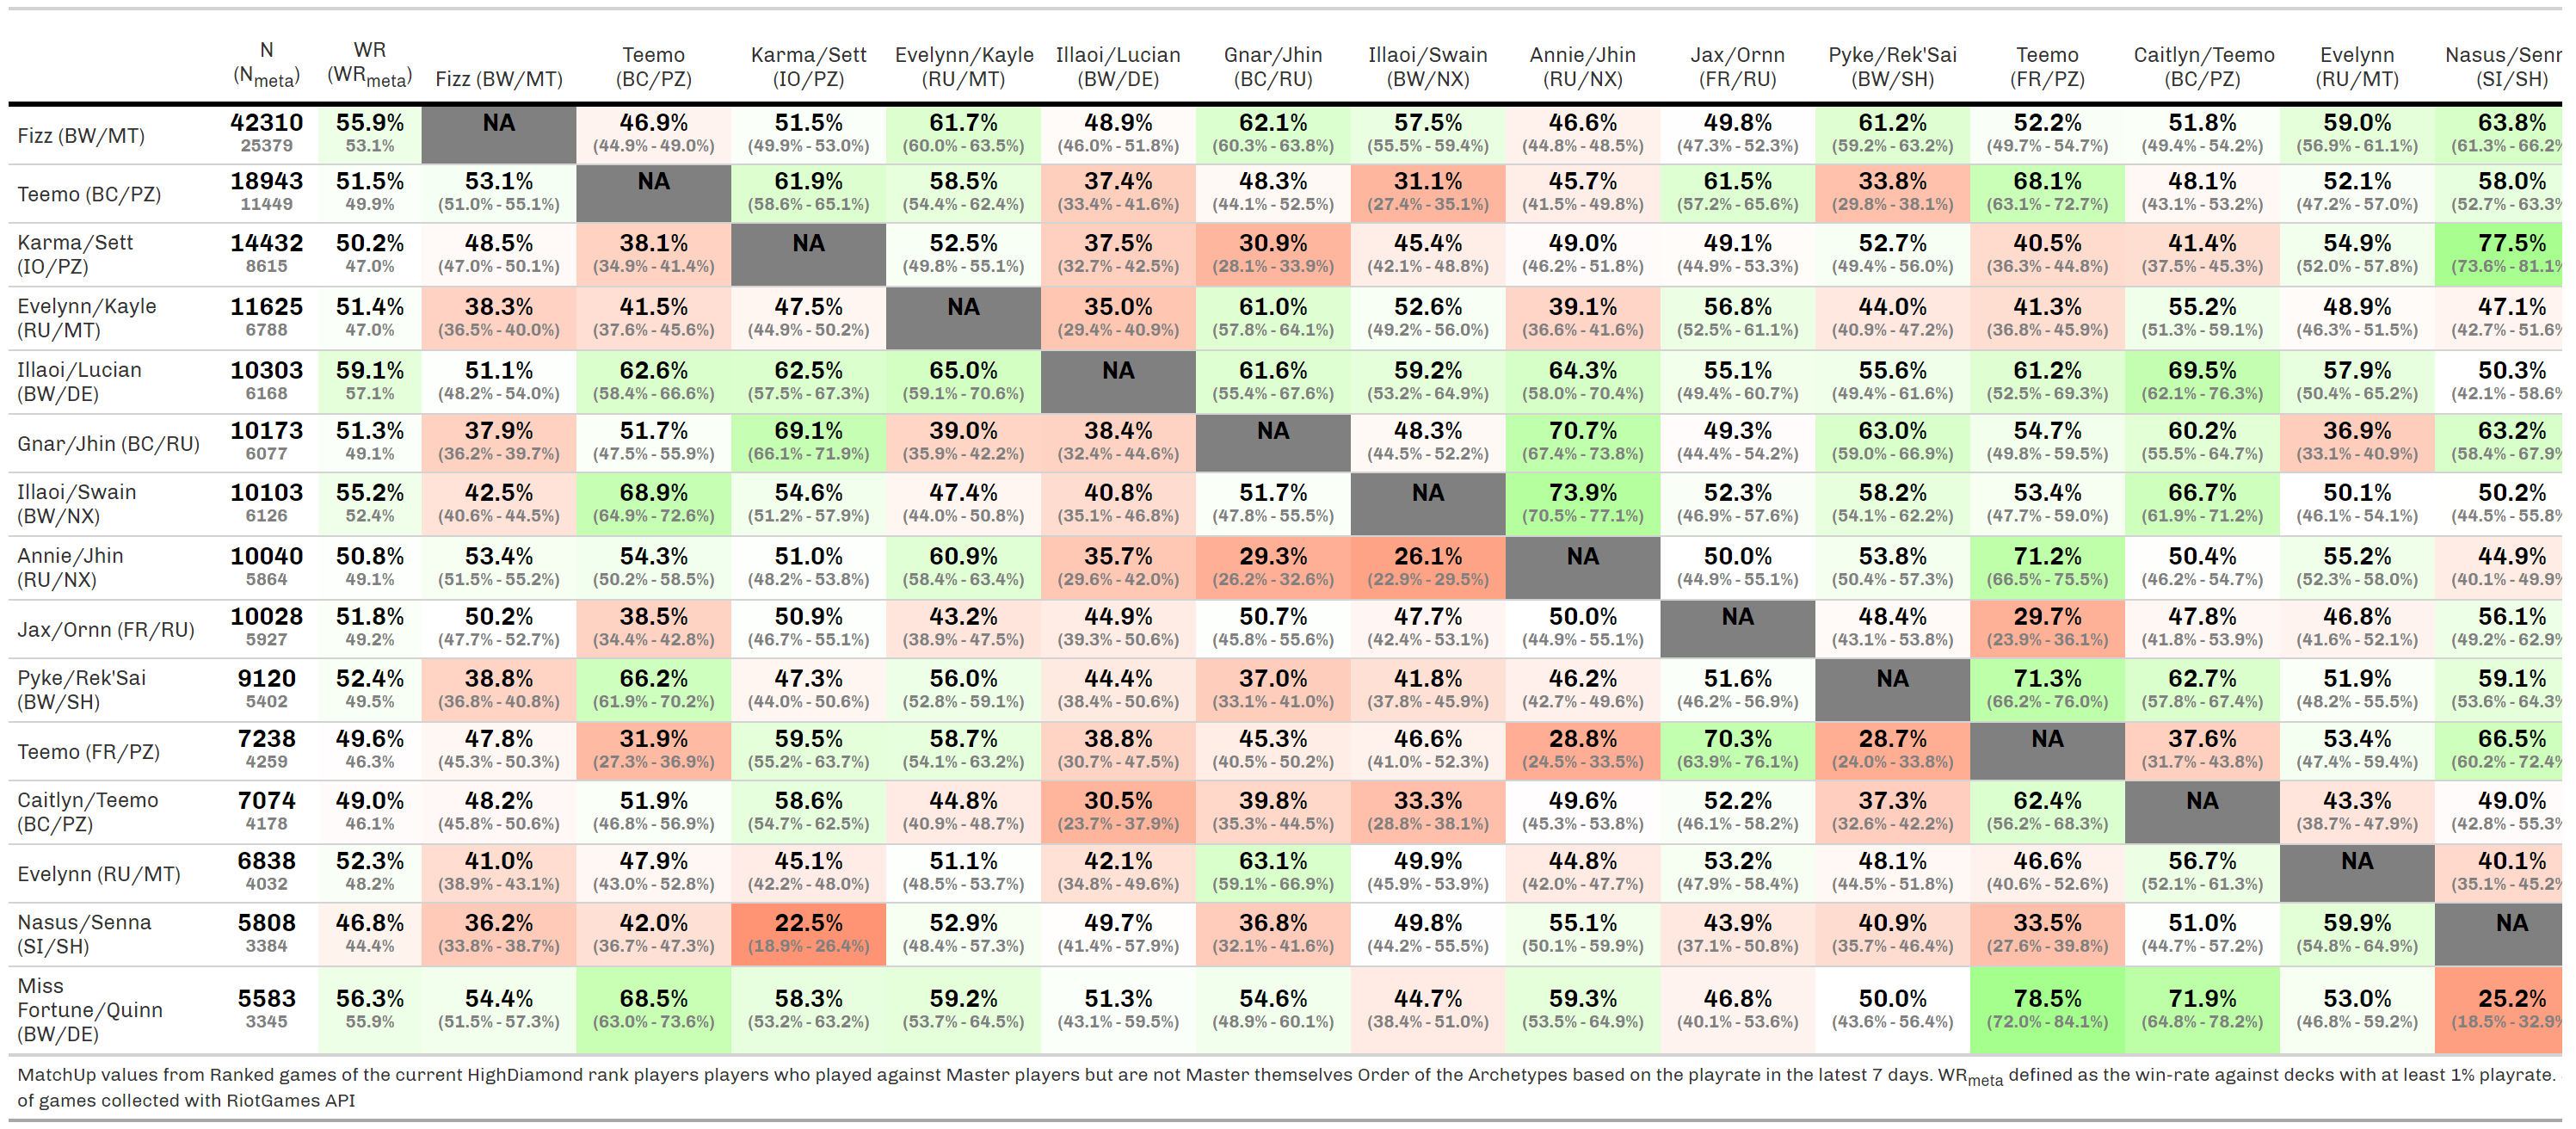 N WR Teemo Karma/Sett Evelynn/Kayle Illaoi/Lucian Gnar/Jhin Illaoi/Swain Annie/Jhin Jax/Ornn Pyke/Rek'Sai Teemo Caitlyn/Teemo Evelynn Nasus/Senn
(Nmeta) (WRmeta) Fizz (BW/MT) (BC/PZ) (IO/PZ) (RU/MT) (BW/DE) (BC/RU) (BW/NX) (RU/NX) (FR/RU) (BW/SH) (FR/PZ) (BC/PZ) (RU/MT) (SI/SH)
Fizz (BW/MT) 42310 55.9% NA 46.9% 51.5% 61.7% 48.9% 62.1% 57.5% 46.6% 49.8% 61.2% 52.2% 51.8% 59.0% 63.8%
25379 53.1% (44.9% - 49.0%) (49.9% - 53.0%) (60.0% - 63.5%) (46.0% - 51.8%) (60.3% - 63.8%) (55.5% - 59.4%) (44.8% - 48.5%) (47.3% - 52.3%) (59.2% - 63.2%) (49.7% - 54.7%) (49.4% - 54.2%) (56.9% - 61.1%) (61.3% - 66.2%
Teemo (BC/PZ) 18943 51.5% 53.1% NA 61.9% 58.5% 37.4% 48.3% 31.1% 45.7% 61.5% 33.8% 68.1% 48.1% 52.1% 58.0%
11449 49.9% (51.0% - 55.1%) (58.6% - 65.1%) (54.4% - 62.4%) (33.4% - 41.6%) (44.1% - 52.5%) (27.4% - 35.1%) (41.5% - 49.8%) (57.2% - 65.6%) (29.8% - 38.1%) (63.1% - 72.7%) (43.1% - 53.2%) (47.2% - 57.0%) (52.7% - 63.3%
Karma/Sett 14432 50.2% 48.5% 38.1% NA 52.5% 37.5% 30.9% 45.4% 49.0% 49.1% 52.7% 40.5% 41.4% 54.9% 77.5%
(IO/PZ) 8615 47.0% (47.0% - 50.1%) (34.9% - 41.4%) (49.8% - 55.1%) (32.7% - 42.5%) (28.1% - 33.9%) (42.1% - 48.8%) (46.2% - 51.8%) (44.9% - 53.3%) (49.4% - 56.0%) (36.3% - 44.8%) (37.5% - 45.3%) (52.0% - 57.8%) (73.6% - 81.1%
Evelynn/Kayle 11625 51.4% 38.3% 41.5% 47.5% NA 35.0% 61.0% 52.6% 39.1% 56.8% 44.0% 41.3% 55.2% 48.9% 47.1%
(RU/MT) 6788 47.0% (36.5% - 40.0%) (37.6% - 45.6%) (44.9% - 50.2%) (29.4% - 40.9%) (57.8% - 64.1%) (49.2% - 56.0%) (36.6% - 41.6%) (52.5% - 61.1%) (40.9% - 47.2%) (36.8% - 45.9%) (51.3% - 59.1%) (46.3% - 51.5%) (42.7% - 51.6%
Illaoi/Lucian 10303 59.1% 51.1% 62.6% 62.5% 65.0% NA 61.6% 59.2% 64.3% 55.1% 55.6% 61.2% 69.5% 57.9% 50.3%
(BW/DE) 6168 57.1% (48.2% - 54.0%) (58.4% - 66.6%) (57.5% - 67.3%) (59.1% - 70.6%) (55.4% - 67.6%) (53.2% - 64.9%) (58.0% - 70.4%) (49.4% - 60.7%) (49.4% - 61.6%) (52.5% - 69.3%) (62.1% - 76.3%) (50.4% - 65.2%) (42.1% - 58.6%
Gnar/Jhin (BC/RU) 10173 51.3% 37.9% 51.7% 69.1% 39.0% 38.4% NA 48.3% 70.7% 49.3% 63.0% 54.7% 60.2% 36.9% 63.2%
6077 49.1% (36.2% - 39.7%) (47.5% - 55.9%) (66.1% - 71.9%) (35.9% - 42.2%) (32.4% - 44.6%) (44.5% - 52.2%) (67.4% - 73.8%) (44.4% - 54.2%) (59.0% - 66.9%) (49.8% - 59.5%) (55.5% - 64.7%) (33.1% - 40.9%) (58.4% - 67.9%
Illaoi/Swain 10103 55.2% 42.5% 68.9% 54.6% 47.4% 40.8% 51.7% NA 73.9% 52.3% 58.2% 53.4% 66.7% 50.1% 50.2%
(BW/NX) 6126 52.4% (40.6% - 44.5%) (64.9% - 72.6%) (51.2% - 57.9%) (44.0% - 50.8%) (35.1% - 46.8%) (47.8% - 55.5%) (70.5% - 77.1%) (46.9% - 57.6%) (54.1% - 62.2%) (47.7% - 59.0%) (61.9% - 71.2%) (46.1% - 54.1%) (44.5% - 55.8%
Annie/Jhin 10040 50.8% 53.4% 54.3% 51.0% 60.9% 35.7% 29.3% 26.1% NA 50.0% 53.8% 71.2% 50.4% 55.2% 44.9%
(RU/NX) 5864 49.1% (51.5% - 55.2%) (50.2% - 58.5%) (48.2% - 53.8%) (58.4% - 63.4%) (29.6% - 42.0%) (26.2% - 32.6%) (22.9% - 29.5%) (44.9% - 55.1%) (50.4% - 57.3%) (66.5% - 75.5%) (46.2% - 54.7%) (52.3% - 58.0%) (40.1% - 49.9%
Jax/Ornn (FR/RU) 10028 51.8% 50.2% 38.5% 50.9% 43.2% 44.9% 50.7% 47.7% 50.0% NA 48.4% 29.7% 47.8% 46.8% 56.1%
5927 49.2% (47.7% - 52.7%) (34.4% - 42.8%) (46.7% - 55.1%) (38.9% - 47.5%) (39.3% - 50.6%) (45.8% - 55.6%) (42.4% - 53.1%) (44.9% - 55.1%) (43.1% - 53.8%) (23.9% - 36.1%) (41.8% - 53.9%) (41.6% - 52.1%) (49.2% - 62.9%
Pyke/Rek'Sai 9120 52.4% 38.8% 66.2% 47.3% 56.0% 44.4% 37.0% 41.8% 46.2% 51.6% NA 71.3% 62.7% 51.9% 59.1%
(BW/SH) 5402 49.5% (36.8% - 40.8%) (61.9% - 70.2%) (44.0% - 50.6%) (52.8% - 59.1%) (38.4% - 50.6%) (33.1% - 41.0%) (37.8% - 45.9%) (42.7% - 49.6%) (46.2% - 56.9%) (66.2% - 76.0%) (57.8% - 67.4%) (48.2% - 55.5%) (53.6% - 64.3%
Teemo (FR/PZ) 7238 49.6% 47.8% 31.9% 59.5% 58.7% 38.8% 45.3% 46.6% 28.8% 70.3% 28.7% NA 37.6% 53.4% 66.5%
4259 46.3% (45.3% - 50.3%) (27.3% - 36.9%) (55.2% - 63.7%) (54.1% - 63.2%) (30.7% - 47.5%) (40.5% - 50.2%) (41.0% - 52.3%) (24.5% - 33.5%) (63.9% - 76.1%) (24.0% - 33.8%) (31.7% - 43.8%) (47.4% - 59.4%) (60.2% - 72.4%
Caitlyn/Teemo 7074 49.0% 48.2% 51.9% 58.6% 44.8% 30.5% 39.8% 33.3% 49.6% 52.2% 37.3% 62.4% NA 43.3% 49.0%
(BC/PZ) 4178 46.1% (45.8% - 50.6%) (46.8% - 56.9%) (54.7% - 62.5%) (40.9% - 48.7%) (23.7% - 37.9%) (35.3% - 44.5%) (28.8% - 38.1%) (45.3% - 53.8%) (46.1% - 58.2%) (32.6% - 42.2%) (56.2% - 68.3%) (38.7% - 47.9%) (42.8% - 55.3%
Evelynn (RU/MT) 6838 52.3% 41.0% 47.9% 45.1% 51.1% 42.1% 63.1% 49.9% 44.8% 53.2% 48.1% 46.6% 56.7% NA 40.1%
4032 48.2% (38.9% - 43.1%) (43.0% - 52.8%) (42.2% - 48.0%) (48.5% - 53.7%) (34.8% - 49.6%) (59.1% - 66.9%) (45.9% - 53.9%) (42.0% - 47.7%) (47.9% - 58.4%) (44.5% - 51.8%) (40.6% - 52.6%) (52.1% - 61.3%) (35.1% - 45.2%
Nasus/Senna 5808 46.8% 36.2% 42.0% 22.5% 52.9% 49.7% 36.8% 49.8% 55.1% 43.9% 40.9% 33.5% 51.0% 59.9% NA
(SI/SH) 3384 44.4% (33.8% - 38.7%) (36.7% - 47.3%) (18.9% - 26.4%) (48.4% - 57.3%) (41.4% - 57.9%) (32.1% - 41.6%) (44.2% - 55.5%) (50.1% - 59.9%) (37.1% - 50.8%) (35.7% - 46.4%) (27.6% - 39.8%) (44.7% - 57.2%) (54.8% - 64.9%)
Miss
Fortune/Quinn 5583 56.3% 54.4% 68.5% 58.3% 59.2% 51.3% 54.6% 44.7% 59.3% 46.8% 50.0% 78.5% 71.9% 53.0% 25.2%
(BW/DE) 3345 55.9% (51.5% - 57.3%) (63.0% - 73.6%) (53.2% - 63.2%) (53.7% - 64.5%) (43.1% - 59.5%) (48.9% - 60.1%) (38.4% - 51.0%) (53.5% - 64.9%) (40.1% - 53.6%) (43.6% - 56.4%) (72.0% - 84.1%) (64.8% - 78.2%) (46.8% - 59.2%) (18.5% - 32.9%
MatchUp values from Ranked games of the current HighDiamond rank players players who played against Master players but are not Master themselves Order of the Archetypes based on the playrate in the latest 7 days. WRmeta defined as the win-rate against decks with at least 1% playrate.
of games collected with RiotGames API